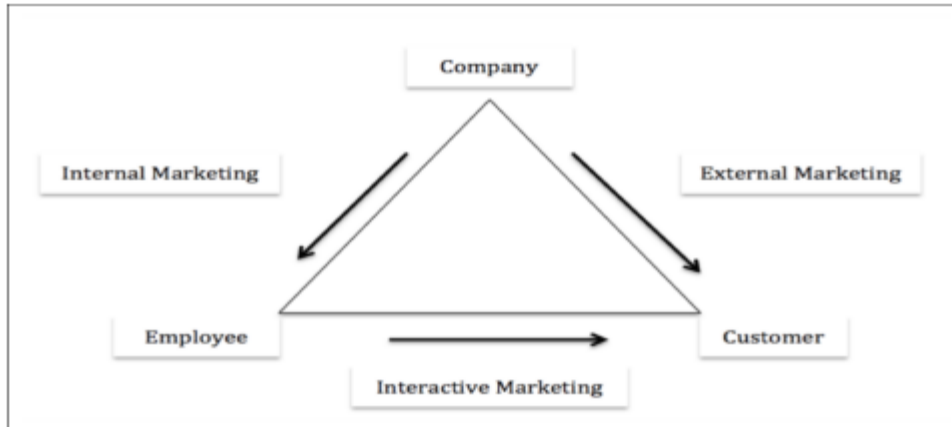 Company
Internal Marketing
External Marketing
Employee
Customer
Interactive Marketing